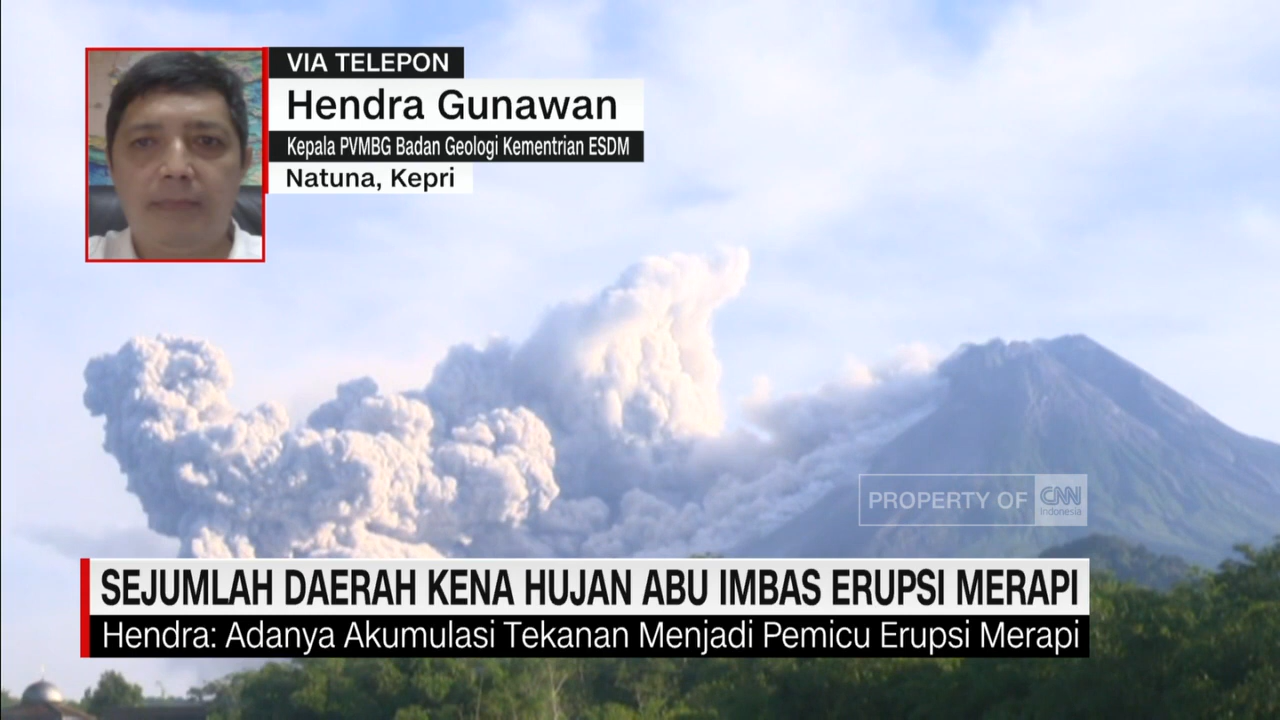 VIA TELEPON
Hendra Gunawan
Kepala PVMBG Badan Geologi Kementrian ESDM
Natuna, Kepri
PROPERTY OF CNN Indonesia
SEJUMLAH DAERAH KENA HUJAN ABU IMBAS ERUPSI MERAPI
Hendra: Adanya Akumulasi Tekanan Menjadi Pemicu Erupsi Merapi